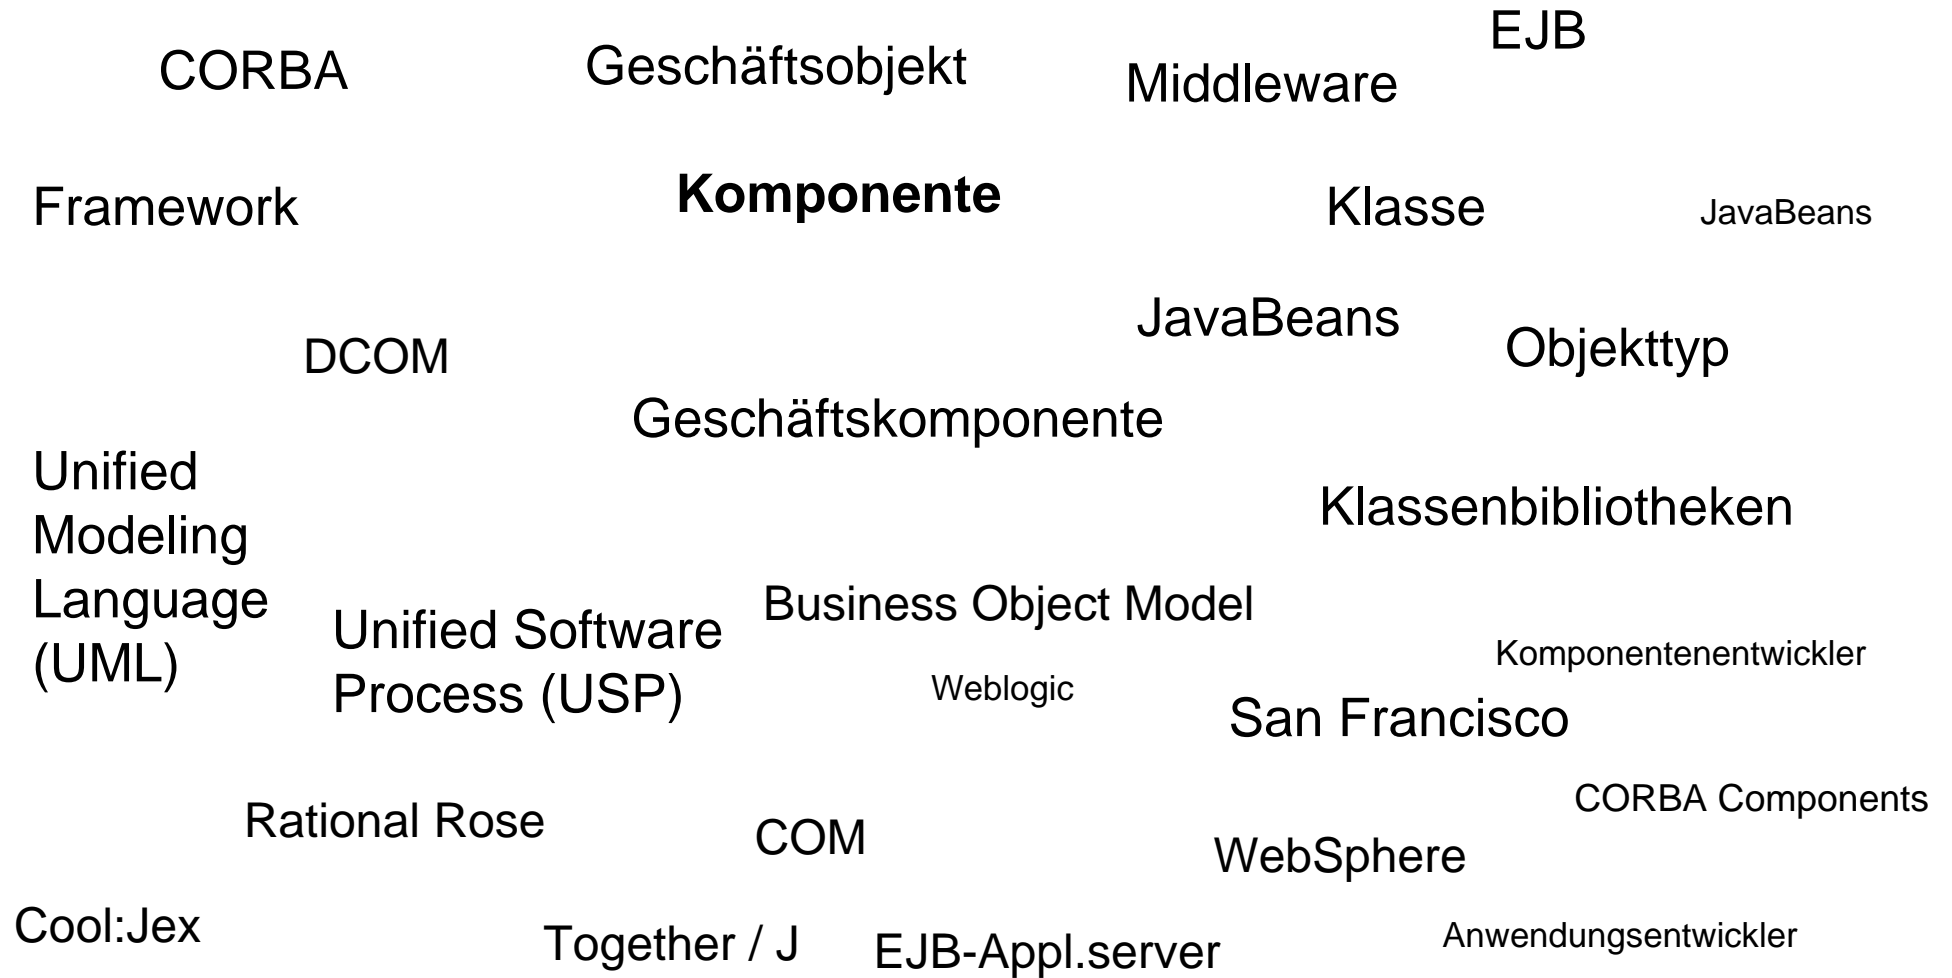 EJB
CORBA
Geschäftsobjekt
Middleware
Framework
Komponente
Klasse
JavaBeans
JavaBeans
Objekttyp
DCOM
Geschäftskomponente
Unified
Modeling
Language
(UML)
Klassenbibliotheken
Business Object Model
Unified Software
Process (USP)
Komponentenentwickler
Weblogic
San Francisco
CORBA Components
Rational Rose
COM
WebSphere
Cool:Jex
Together / J
EJB-Appl.server
Anwendungsentwickler